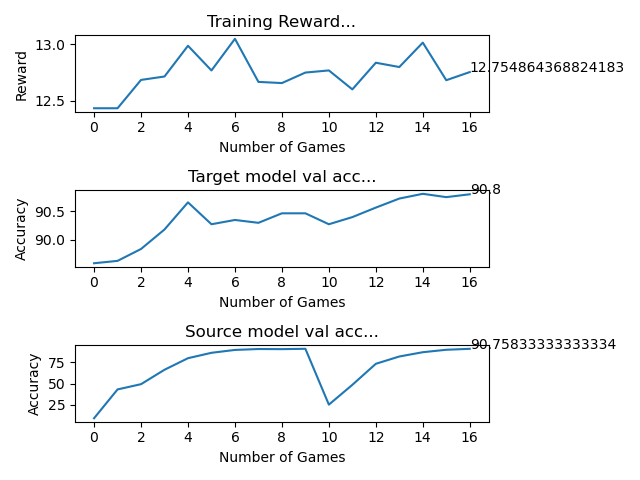 Training Reward...
Reward
13.0
12.5
12.754864368824183
0 2 4 6 8 10 12 14 16
Number of Games
Target model val acc...
Accuracy
90.5
90.0
90.8
0 2 4 6 8 10 12 14 16
Number of Games
Source model val acc...
Accuracy
75
50
25
90.75833333333334
0 2 4 6 8 10 12 14 16
Number of Games